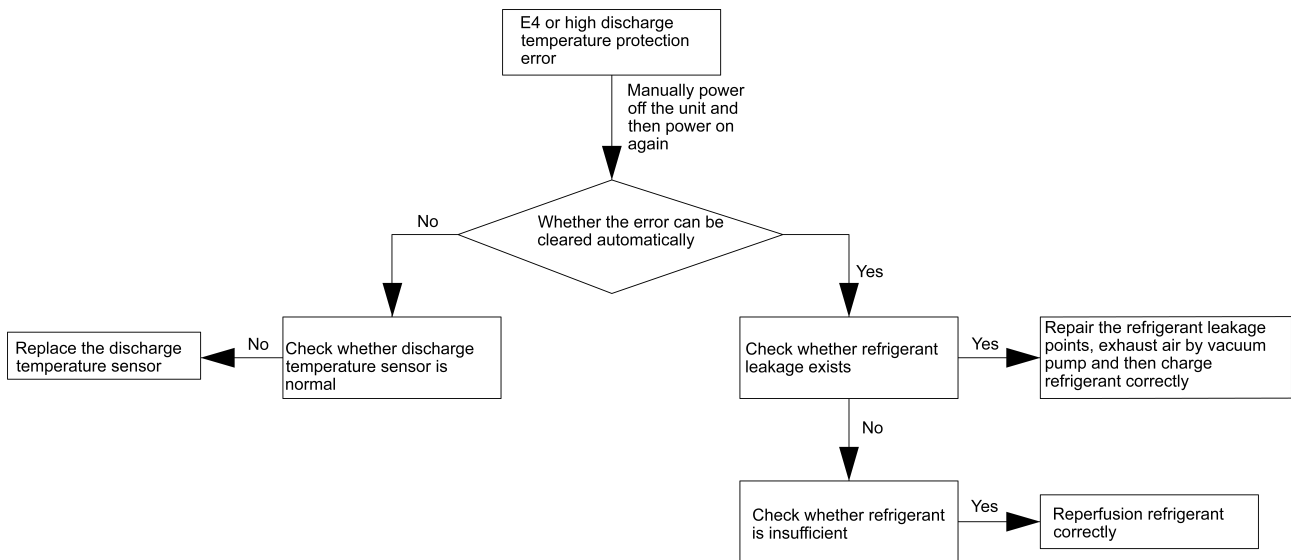 E4 or high discharge
temperature protection
error
Manually power
off the unit and
then power on
again
Whether the error can be
cleared automatically
No
Yes
Replace the discharge
temperature sensor
No
Check whether discharge
temperature sensor is
normal
Check whether refrigerant
leakage exists
Yes
Repair the refrigerant leakage
points, exhaust air by vacuum
pump and then charge
refrigerant correctly
No
Check whether refrigerant
is insufficient
Yes
Reperfusion refrigerant
correctly